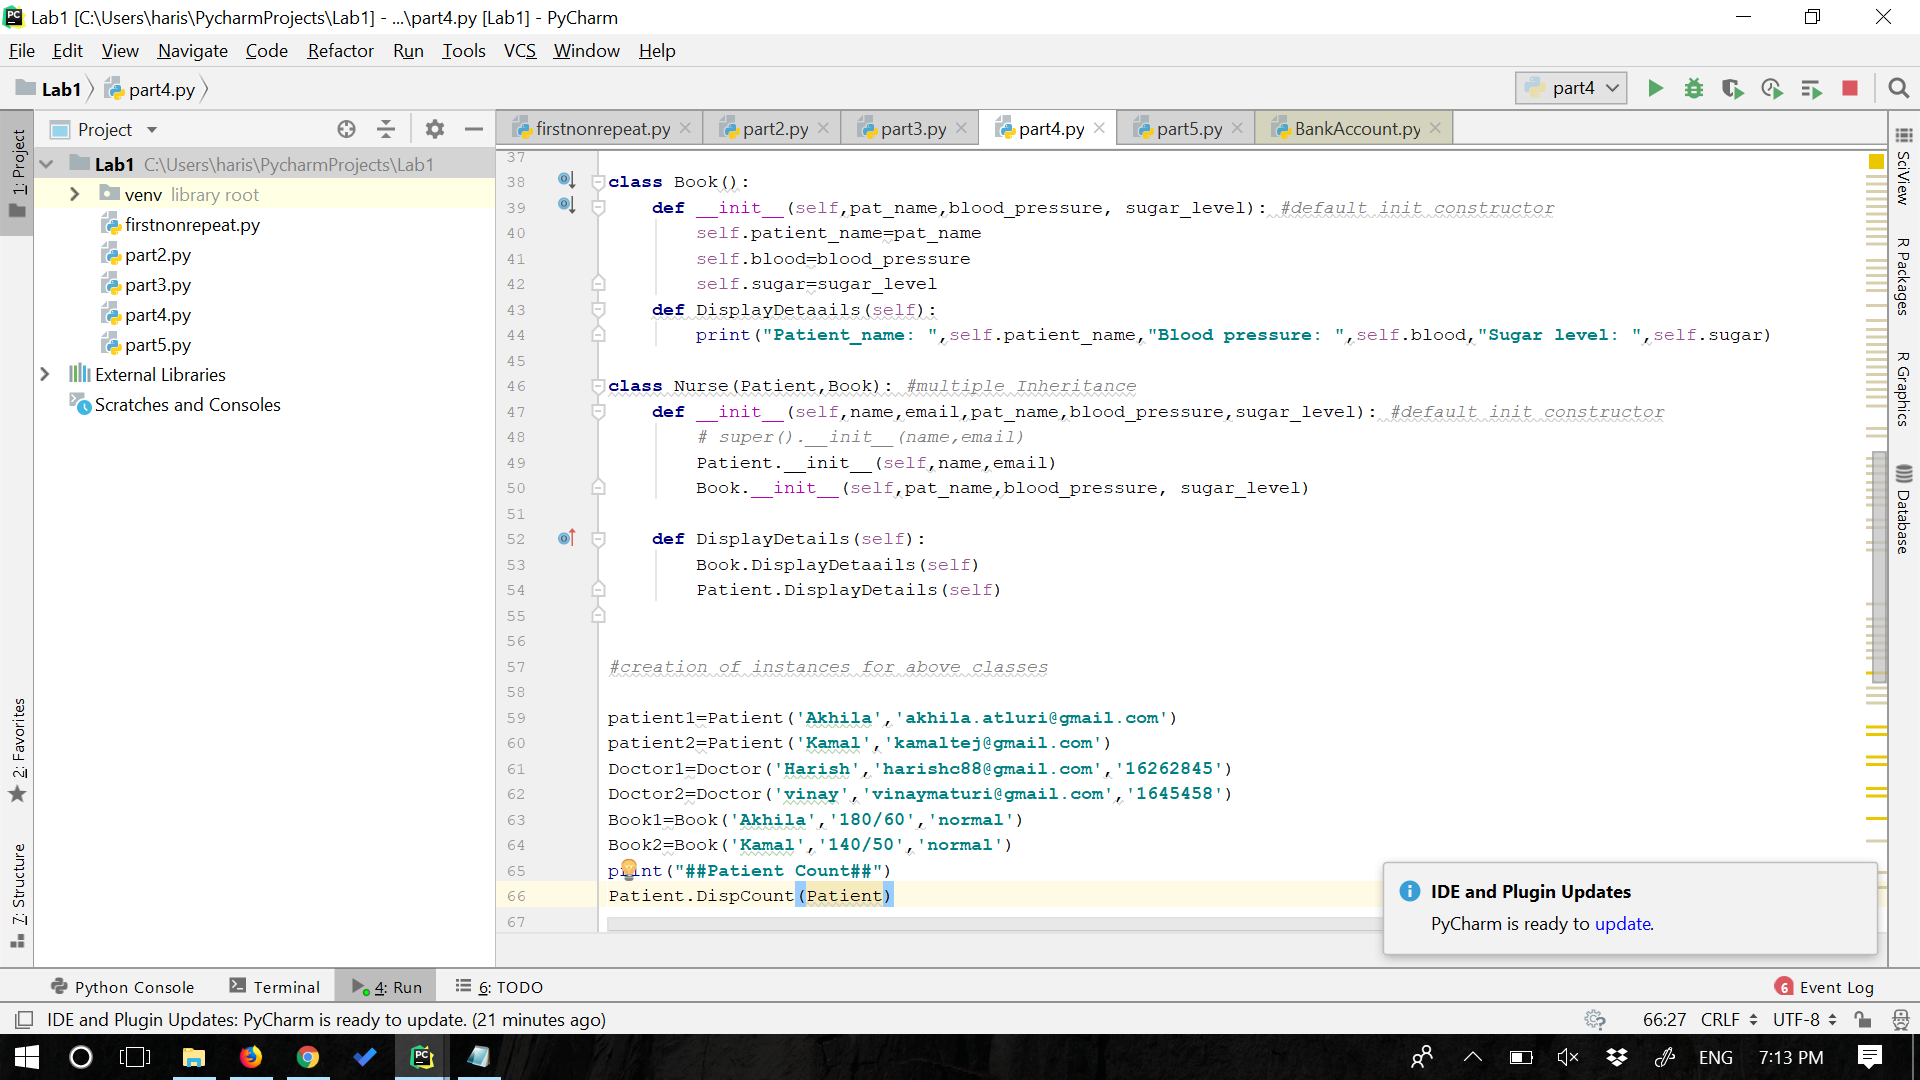 Lab1 [C:\Users\haris\PycharmProjects\Lab1] - ...\part4.py [Lab1] - PyCharm
File Edit View Navigate Code Refactor Run Tools VCS Window Help
Lab1 part4.py part4
1: Project
Project
firstnonrepeat.py part2.py part3.py part4.py part5.py BankAccount.py
Lab1 C:\Users\haris\PycharmProjects\Lab1
venv library root
firstnonrepeat.py
part2.py
part3.py
part4.py
part5.py
External Libraries
Scratches and Consoles
2: Favorites
7: Structure
37
38 class Book():
39 def __init__(self,pat_name,blood_pressure, sugar_level): #default init constructor
40 self.patient_name=pat_name
41 self.blood=blood_pressure
42 self.sugar=sugar_level
43 def DisplayDetaails(self):
44 print("Patient_name: ",self.patient_name,"Blood pressure: ",self.blood,"Sugar level: ",self.sugar)
45
46 class Nurse(Patient,Book): #multiple Inheritance
47 def __init__(self,name,email,pat_name,blood_pressure,sugar_level): #default init constructor
48 # super().__init__(name,email)
49 Patient.__init__(self,name,email)
50 Book.__init__(self,pat_name,blood_pressure, sugar_level)
51
52 def DisplayDetails(self):
53 Book.DisplayDetaails(self)
54 Patient.DisplayDetails(self)
55
56
57 #creation of instances for above classes
58
59 patient1=Patient('Akhila','akhila.atluri@gmail.com')
60 patient2=Patient('Kamal','kamaltej@gmail.com')
61 Doctor1=Doctor('Harish','harishc88@gmail.com','16262845')
62 Doctor2=Doctor('vinay','vinaymaturi@gmail.com','1645458')
63 Book1=Book('Akhila','180/60','normal')
64 Book2=Book('Kamal','140/50','normal')
65 print("##Patient Count##")
66 Patient.DispCount(Patient)
67
SciView
R Packages
R Graphics
Database
IDE and Plugin Updates
PyCharm is ready to update.
Python Console Terminal 4: Run 6: TODO 6 Event Log
IDE and Plugin Updates: PyCharm is ready to update. (21 minutes ago) 66:27 CRLF UTF-8
ENG 7:13 PM